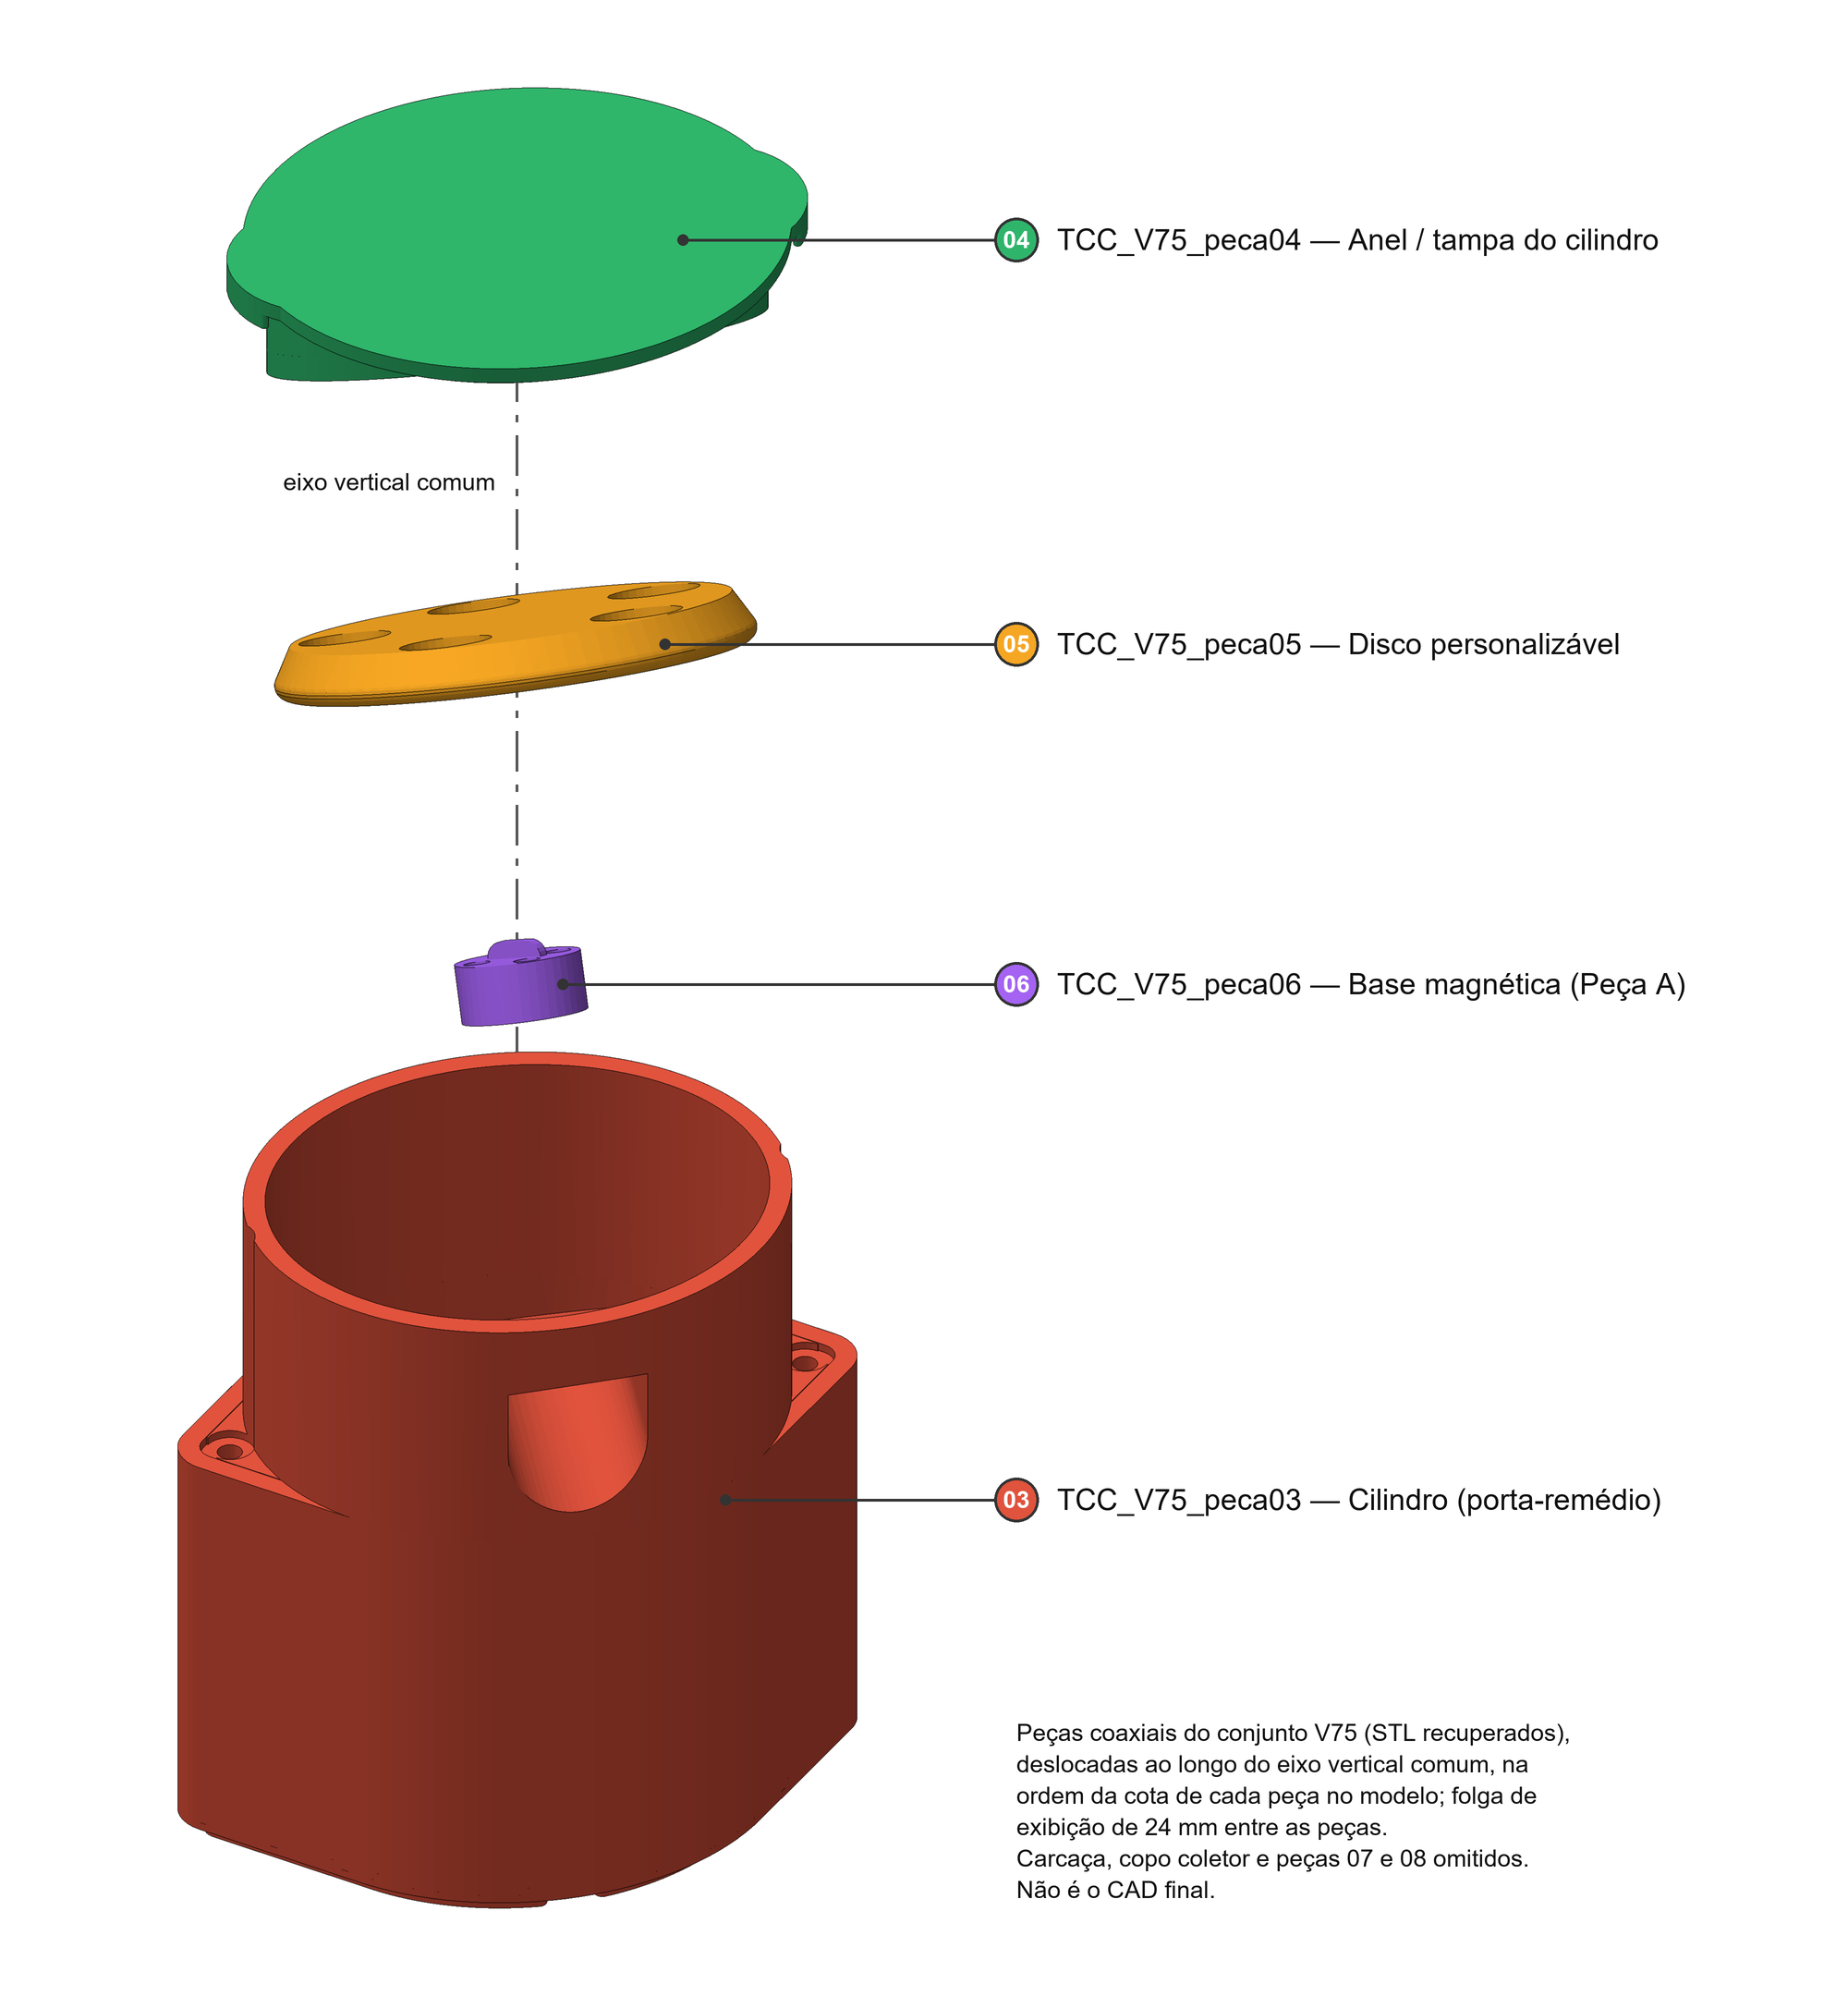 04 TCC_V75_peca04 — Anel / tampa do cilindro
eixo vertical comum
05 TCC_V75_peca05 — Disco personalizável
06 TCC_V75_peca06 — Base magnética (Peça A)
03 TCC_V75_peca03 — Cilindro (porta-remédio)
Peças coaxiais do conjunto V75 (STL recuperados),
deslocadas ao longo do eixo vertical comum, na
ordem da cota de cada peça no modelo; folga de
exibição de 24 mm entre as peças.
Carcaça, copo coletor e peças 07 e 08 omitidos.
Não é o CAD final.